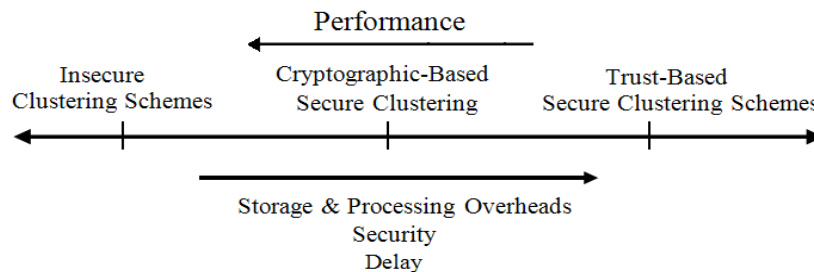 Performance
Insecure
Clustering Schemes
Cryptographic-Based
Secure Clustering
Trust-Based
Secure Clustering Schemes
Storage & Processing Overheads
Security
Delay